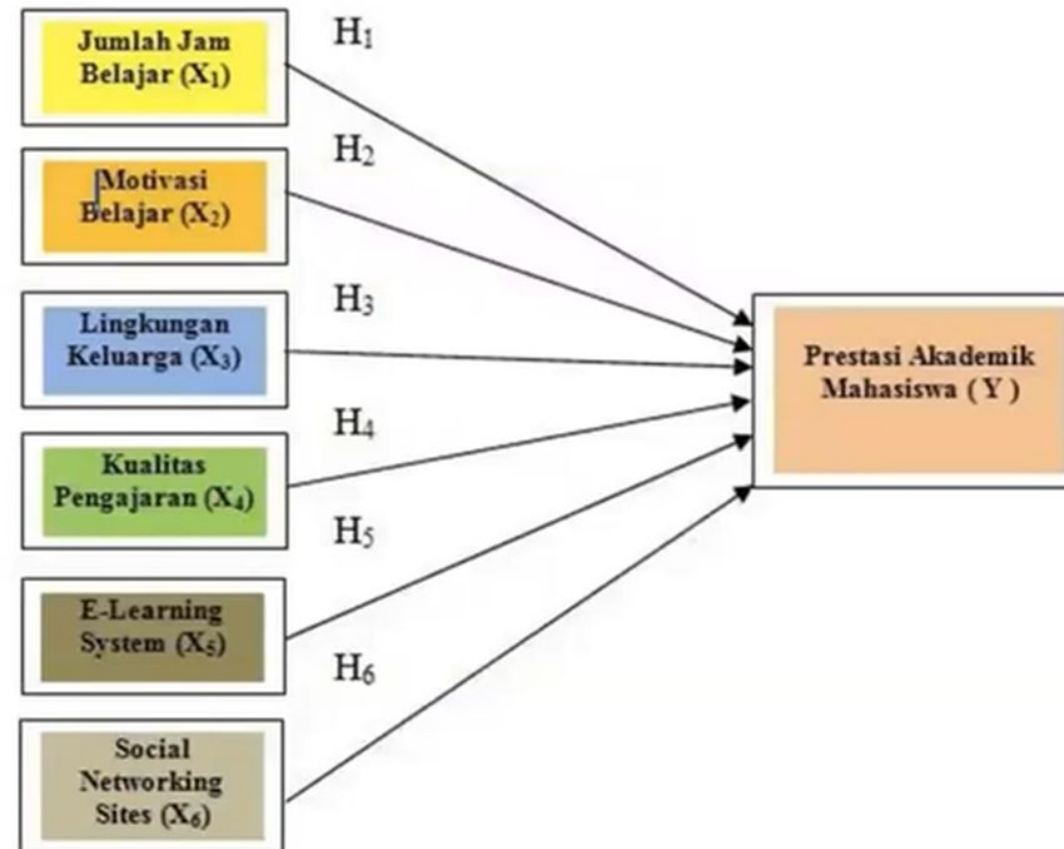 H₁
Jumlah Jam
Belajar (X₁)
H₂
Motivasi
Belajar (X₂)
H₃
Lingkungan
Keluarga (X₃)
Prestasi Akademik
Mahasiswa ( Y )
H₄
Kualitas
Pengajaran (X₄)
H₅
E-Learning
System (X₅)
H₆
Social
Networking
Sites (X₆)